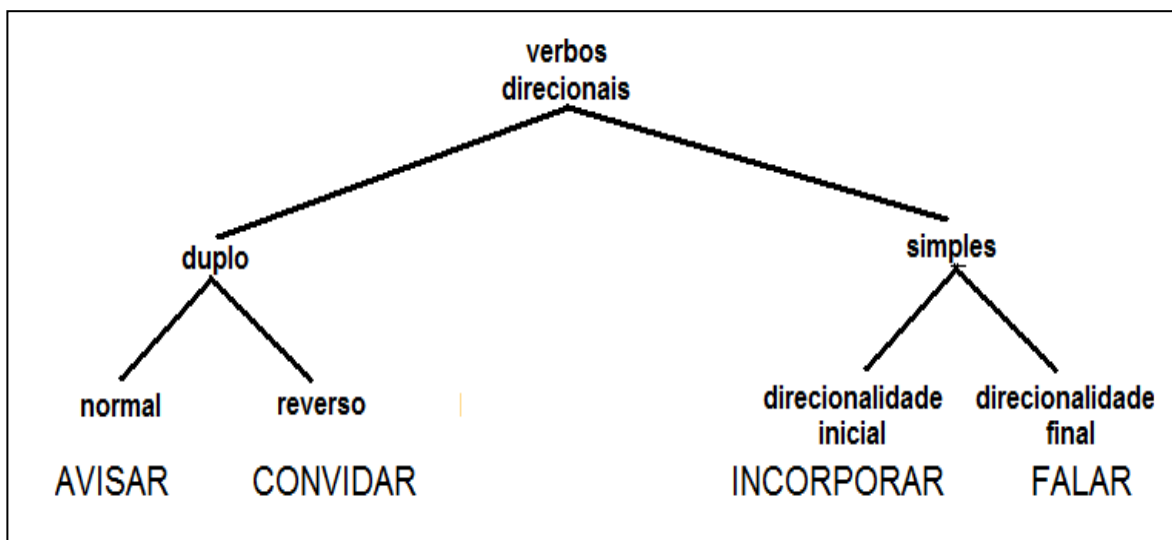 verbos
direcionais
duplo
simples
normal
reverso
direcionalidade
inicial
direcionalidade
final
AVISAR
CONVIDAR
INCORPORAR
FALAR